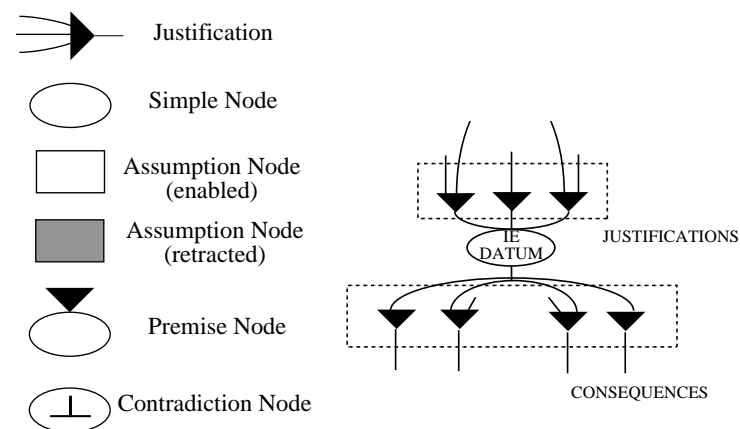 Justification
Simple Node
Assumption Node
(enabled)
Assumption Node
(retracted)
Premise Node
Contradiction Node
IE
DATUM
JUSTIFICATIONS
CONSEQUENCES